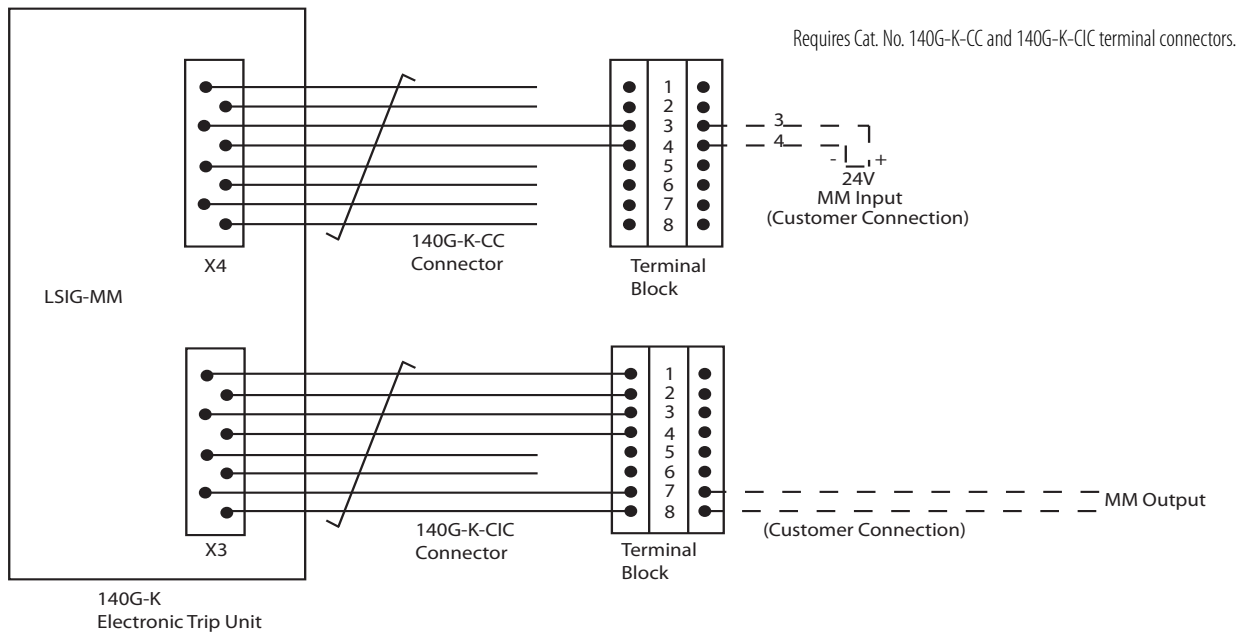 Requires Cat. No. 140G-K-CC and 140G-K-CIC terminal connectors.
1
2
3
4
5
6
7
8
3
4
- +
24V
MM Input
(Customer Connection)
140G-K-CC
Connector
X4
Terminal
Block
LSIG-MM
1
2
3
4
5
6
7
8
MM Output
(Customer Connection)
140G-K-CIC
Connector
X3
Terminal
Block
140G-K
Electronic Trip Unit